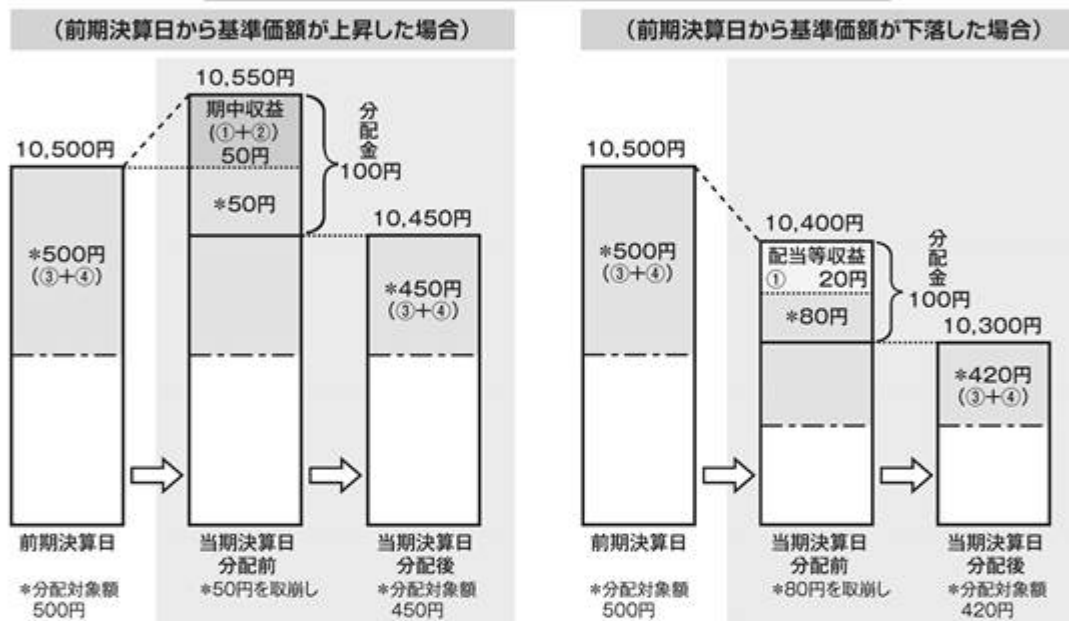 (前期決算日から基準価額が上昇した場合)
10,550円
期中収益
(①+②)
50円
分配金
100円
10,500円
*50円
10,450円
*500円
(③+④)
*450円
(③+④)
前期決算日
当期決算日
分配前
当期決算日
分配後
*分配対象額
500円
*50円を取崩し
*分配対象額
450円
(前期決算日から基準価額が下落した場合)
10,500円
10,400円
*500円
(③+④)
配当等収益
① 20円
分配金
100円
*80円
10,300円
*420円
(③+④)
前期決算日
当期決算日
分配前
当期決算日
分配後
*分配対象額
500円
*80円を取崩し
*分配対象額
420円